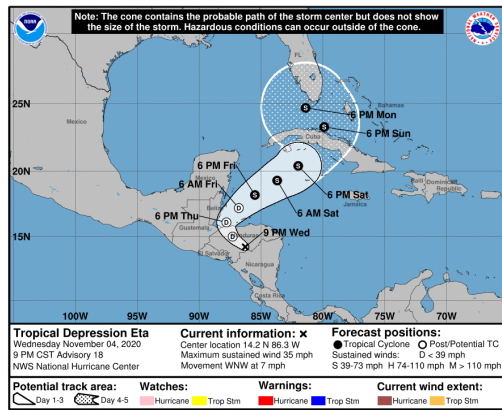 Note: The cone contains the probable path of the storm center but does not show
the size of the storm. Hazardous conditions can occur outside of the cone.
NOAA
FL
25N
Mexico
6 PM Mon
Bahamas
S
6 PM Sun
S
Cuba
6 PM Fri
20N
S
6 AM Fri
Mexico
S
S
6 PM Sat
Haiti Dominican
Republic
Jamaica
Belize
D
6 AM Sat
6 PM Thu
D
9 PM Wed
Guatemala
D
Honduras
15N
El Salvador
Nicaragua
Costa Rica
100W
95W
90W
85W
80W
75W
70W
Tropical Depression Eta
Wednesday November 04, 2020
9 PM CST Advisory 18
NWS National Hurricane Center
Current information: ✖
Center location 14.2 N 86.3 W
Maximum sustained wind 35 mph
Movement WNW at 7 mph
Forecast positions:
● Tropical Cyclone ○ Post/Potential TC
Sustained winds: D < 39 mph
S 39-73 mph H 74-110 mph M > 110 mph
Potential track area:
Day 1-3 Day 4-5
Watches:
Hurricane Trop Stm
Warnings:
Hurricane Trop Stm
Current wind extent:
Hurricane Trop Stm